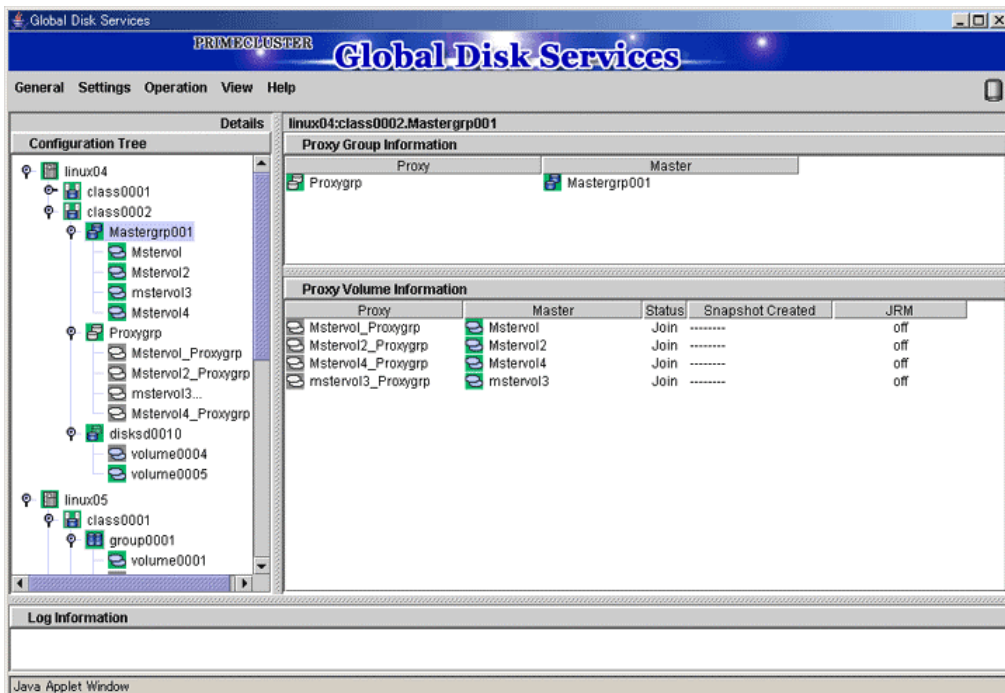 Global Disk Services
PRIMECLUSTER
Global Disk Services
General Settings Operation View Help
Details
Configuration Tree
linux04
class0001
class0002
Mastergrp001
Mstervol
Mstervol2
mstervol3
Mstervol4
Proxygrp
Mstervol_Proxygrp
Mstervol2_Proxygrp
mstervol3...
Mstervol4_Proxygrp
disksd0010
volume0004
volume0005
linux05
class0001
group0001
volume0001
linux04:class0002.Mastergrp001
Proxy Group Information
Proxy Master
Proxygrp Mastergrp001
Proxy Volume Information
Proxy Master Status Snapshot Created JRM
Mstervol_Proxygrp Mstervol Join -------- off
Mstervol2_Proxygrp Mstervol2 Join -------- off
Mstervol4_Proxygrp Mstervol4 Join -------- off
mstervol3_Proxygrp mstervol3 Join -------- off
Log Information
Java Applet Window